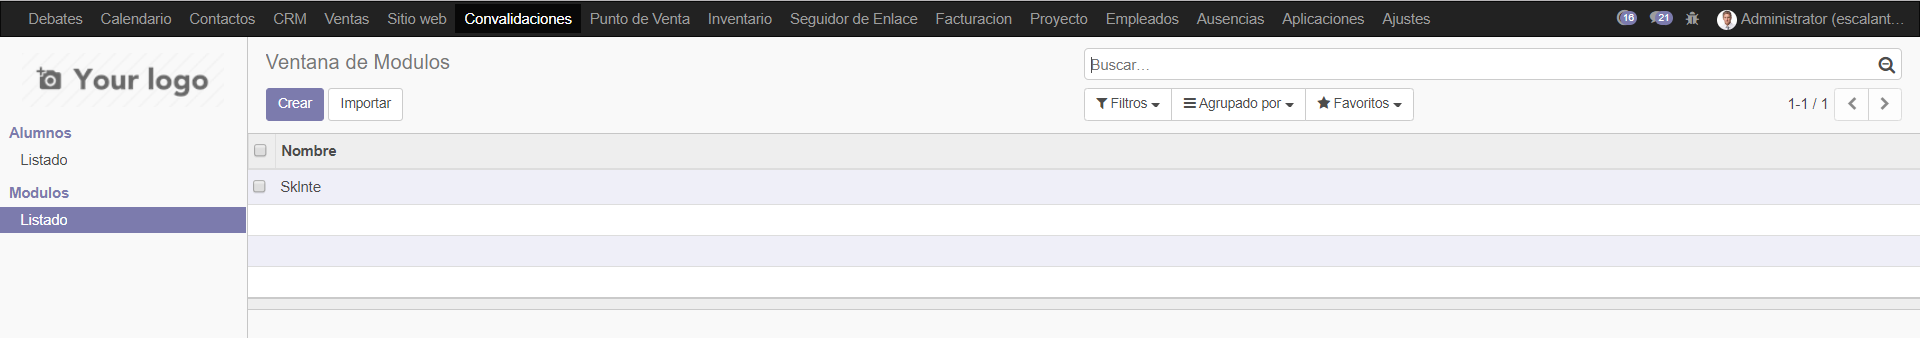 Debates Calendario Contactos CRM Ventas Sitio web Convalidaciones Punto de Venta Inventario Seguidor de Enlace Facturacion Proyecto Empleados Ausencias Aplicaciones Ajustes 16 21 Administrator (escalant...
Your logo
Ventana de Modulos
Buscar...
Crear Importar
Filtros Agrupado por Favoritos 1-1 / 1
Alumnos
Listado
Modulos
Listado
Nombre
SkInte